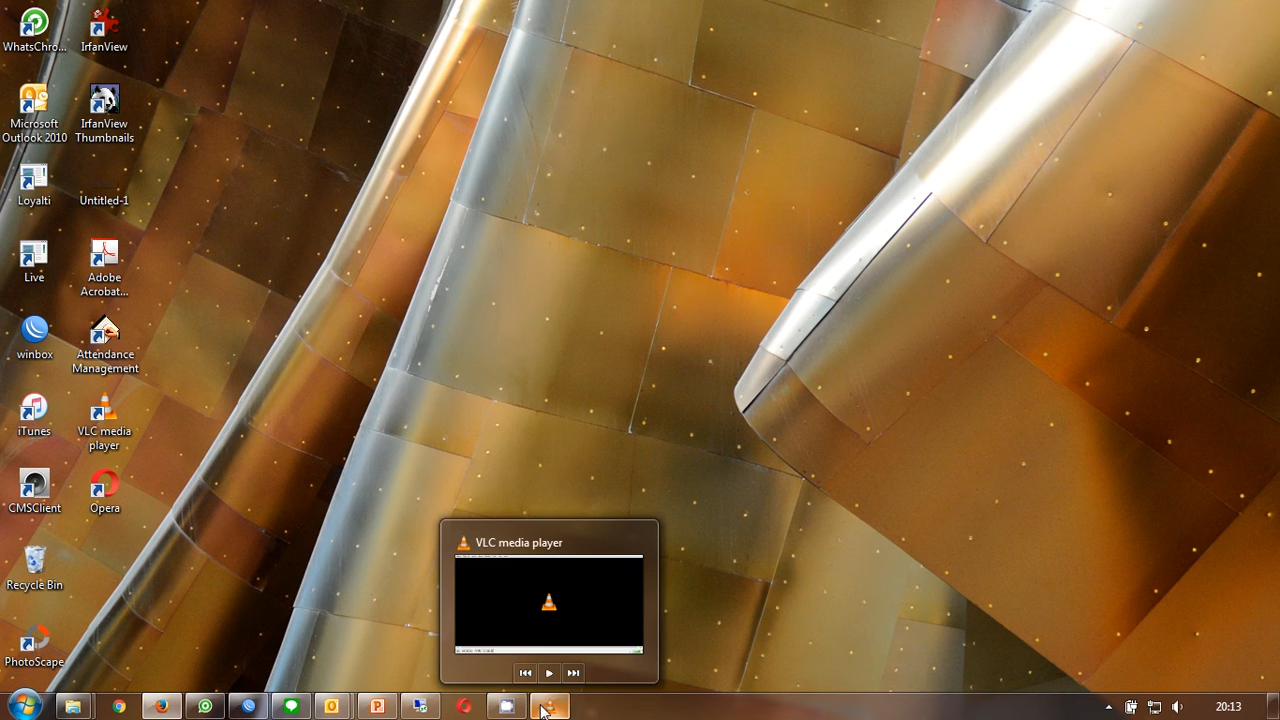 WhatsChro...
IrfanView
Microsoft
Outlook 2010
IrfanView
Thumbnails
Loyalti
Untitled-1
Live
Adobe
Acrobat...
winbox
Attendance
Management
iTunes
VLC media
player
CMSClient
Opera
Recycle Bin
PhotoScape
VLC media player
20:13